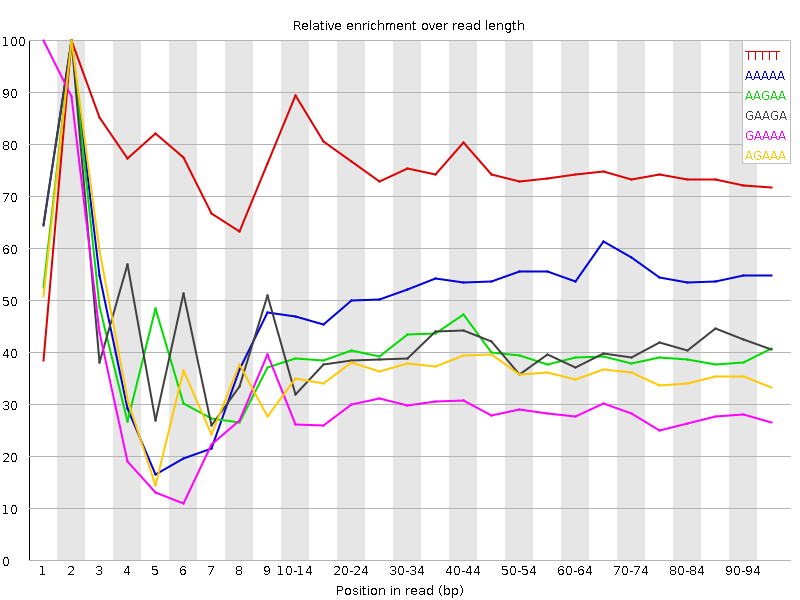 Relative enrichment over read length
100
90
80
70
60
50
40
30
20
10
0
TTTTT
AAAAA
AAGAA
GAAGA
GAAAA
AGAAA
1 2 3 4 5 6 7 8 9 10-14 20-24 30-34 40-44 50-54 60-64 70-74 80-84 90-94
Position in read (bp)